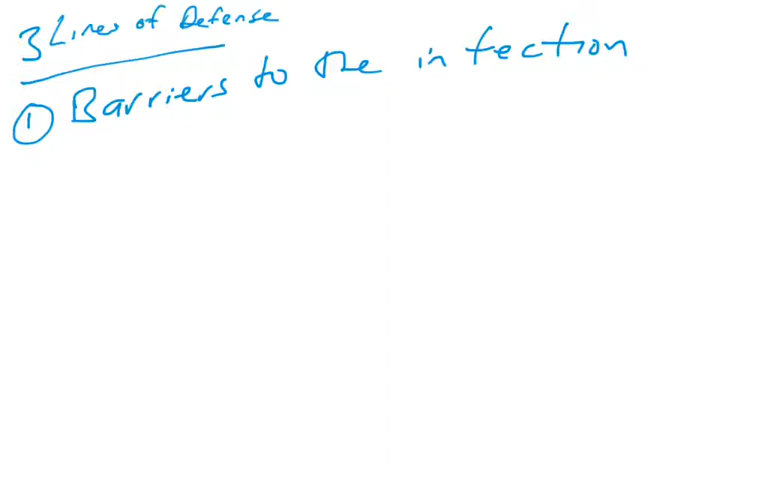 3 Lines of Defense
① Barriers to the infection